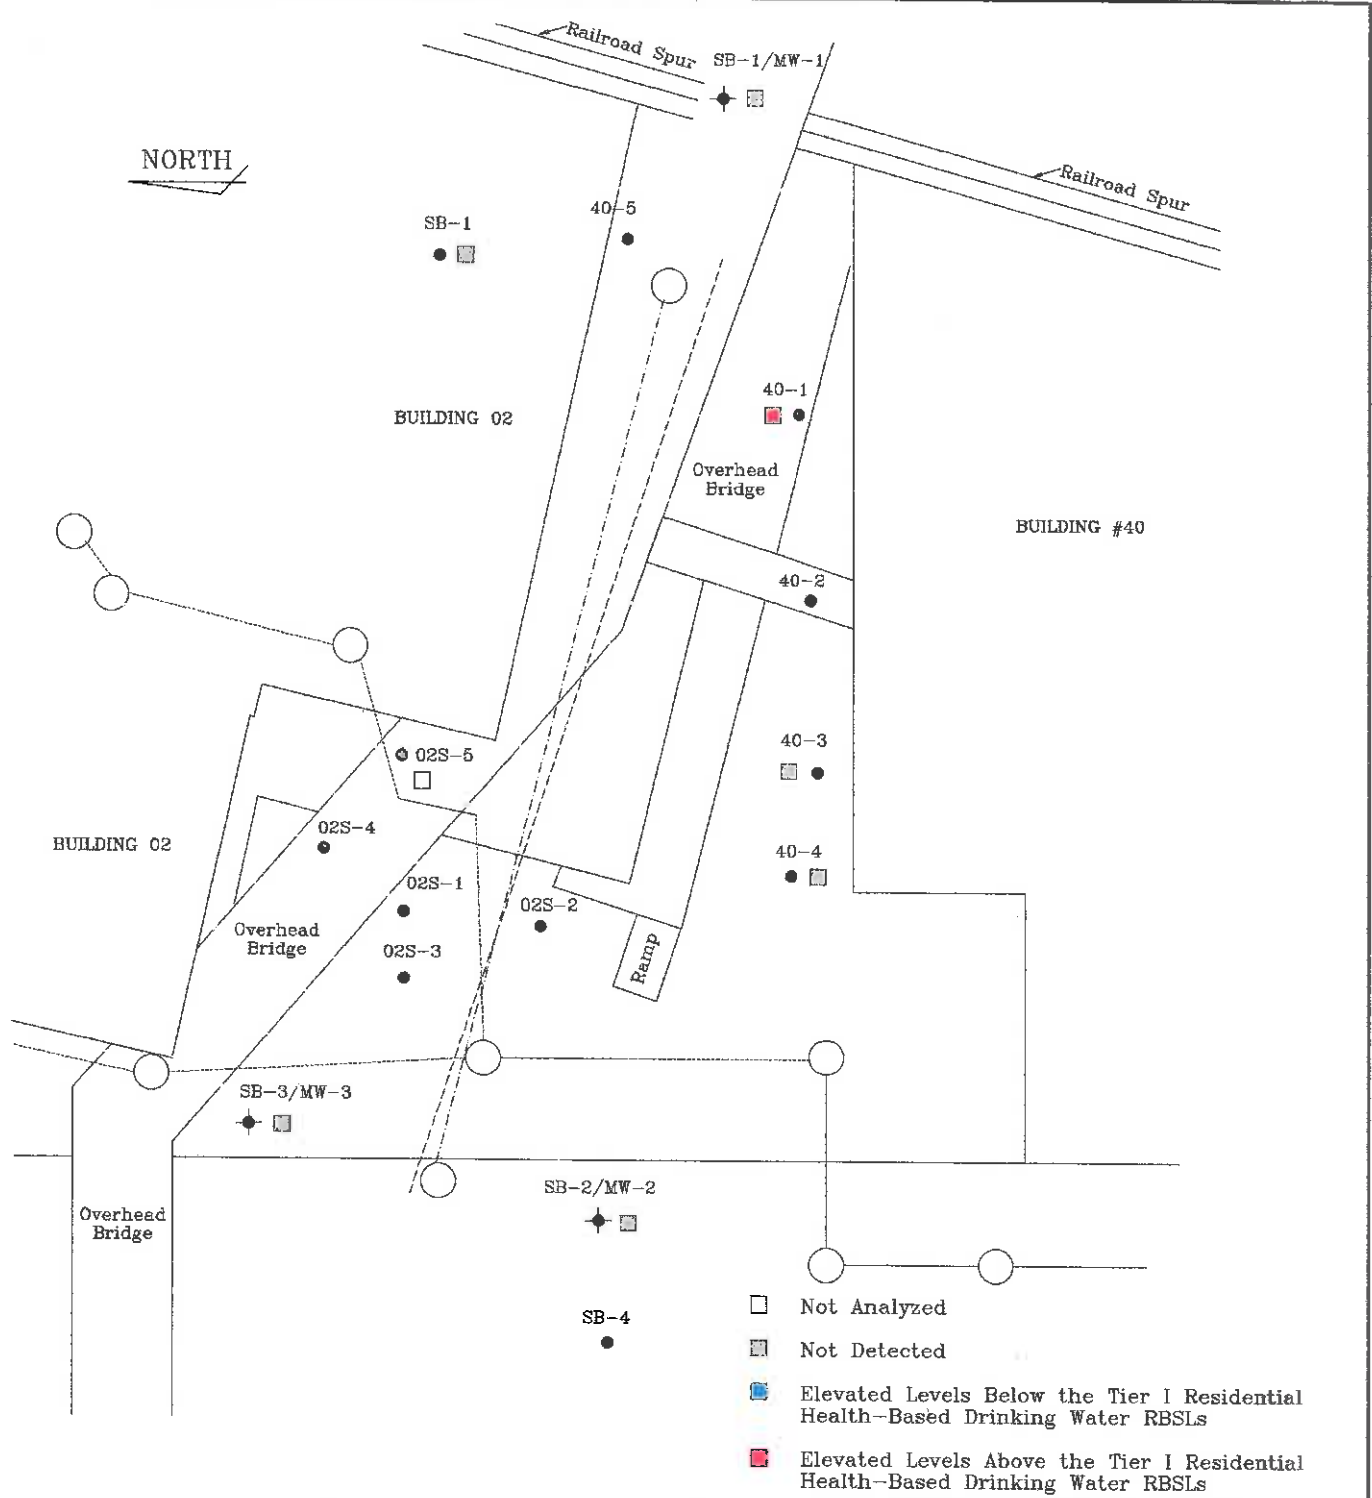 Railroad Spur
SB-1/MW-1
NORTH
Railroad Spur
40-5
SB-1
40-1
BUILDING 02
Overhead
Bridge
BUILDING #40
40-2
40-3
02S-5
02S-4
BUILDING 02
40-4
02S-1
02S-2
Overhead
Bridge
02S-3
Ramp
SB-3/MW-3
SB-2/MW-2
Overhead
Bridge
SB-4
Not Analyzed
Not Detected
Elevated Levels Below the Tier I Residential
Health-Based Drinking Water RBSLs
Elevated Levels Above the Tier I Residential
Health-Based Drinking Water RBSLs